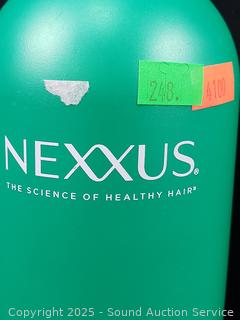 248.
4100
NEXXUS®
THE SCIENCE OF HEALTHY HAIR®
Copyright 2025 - Sound Auction Service